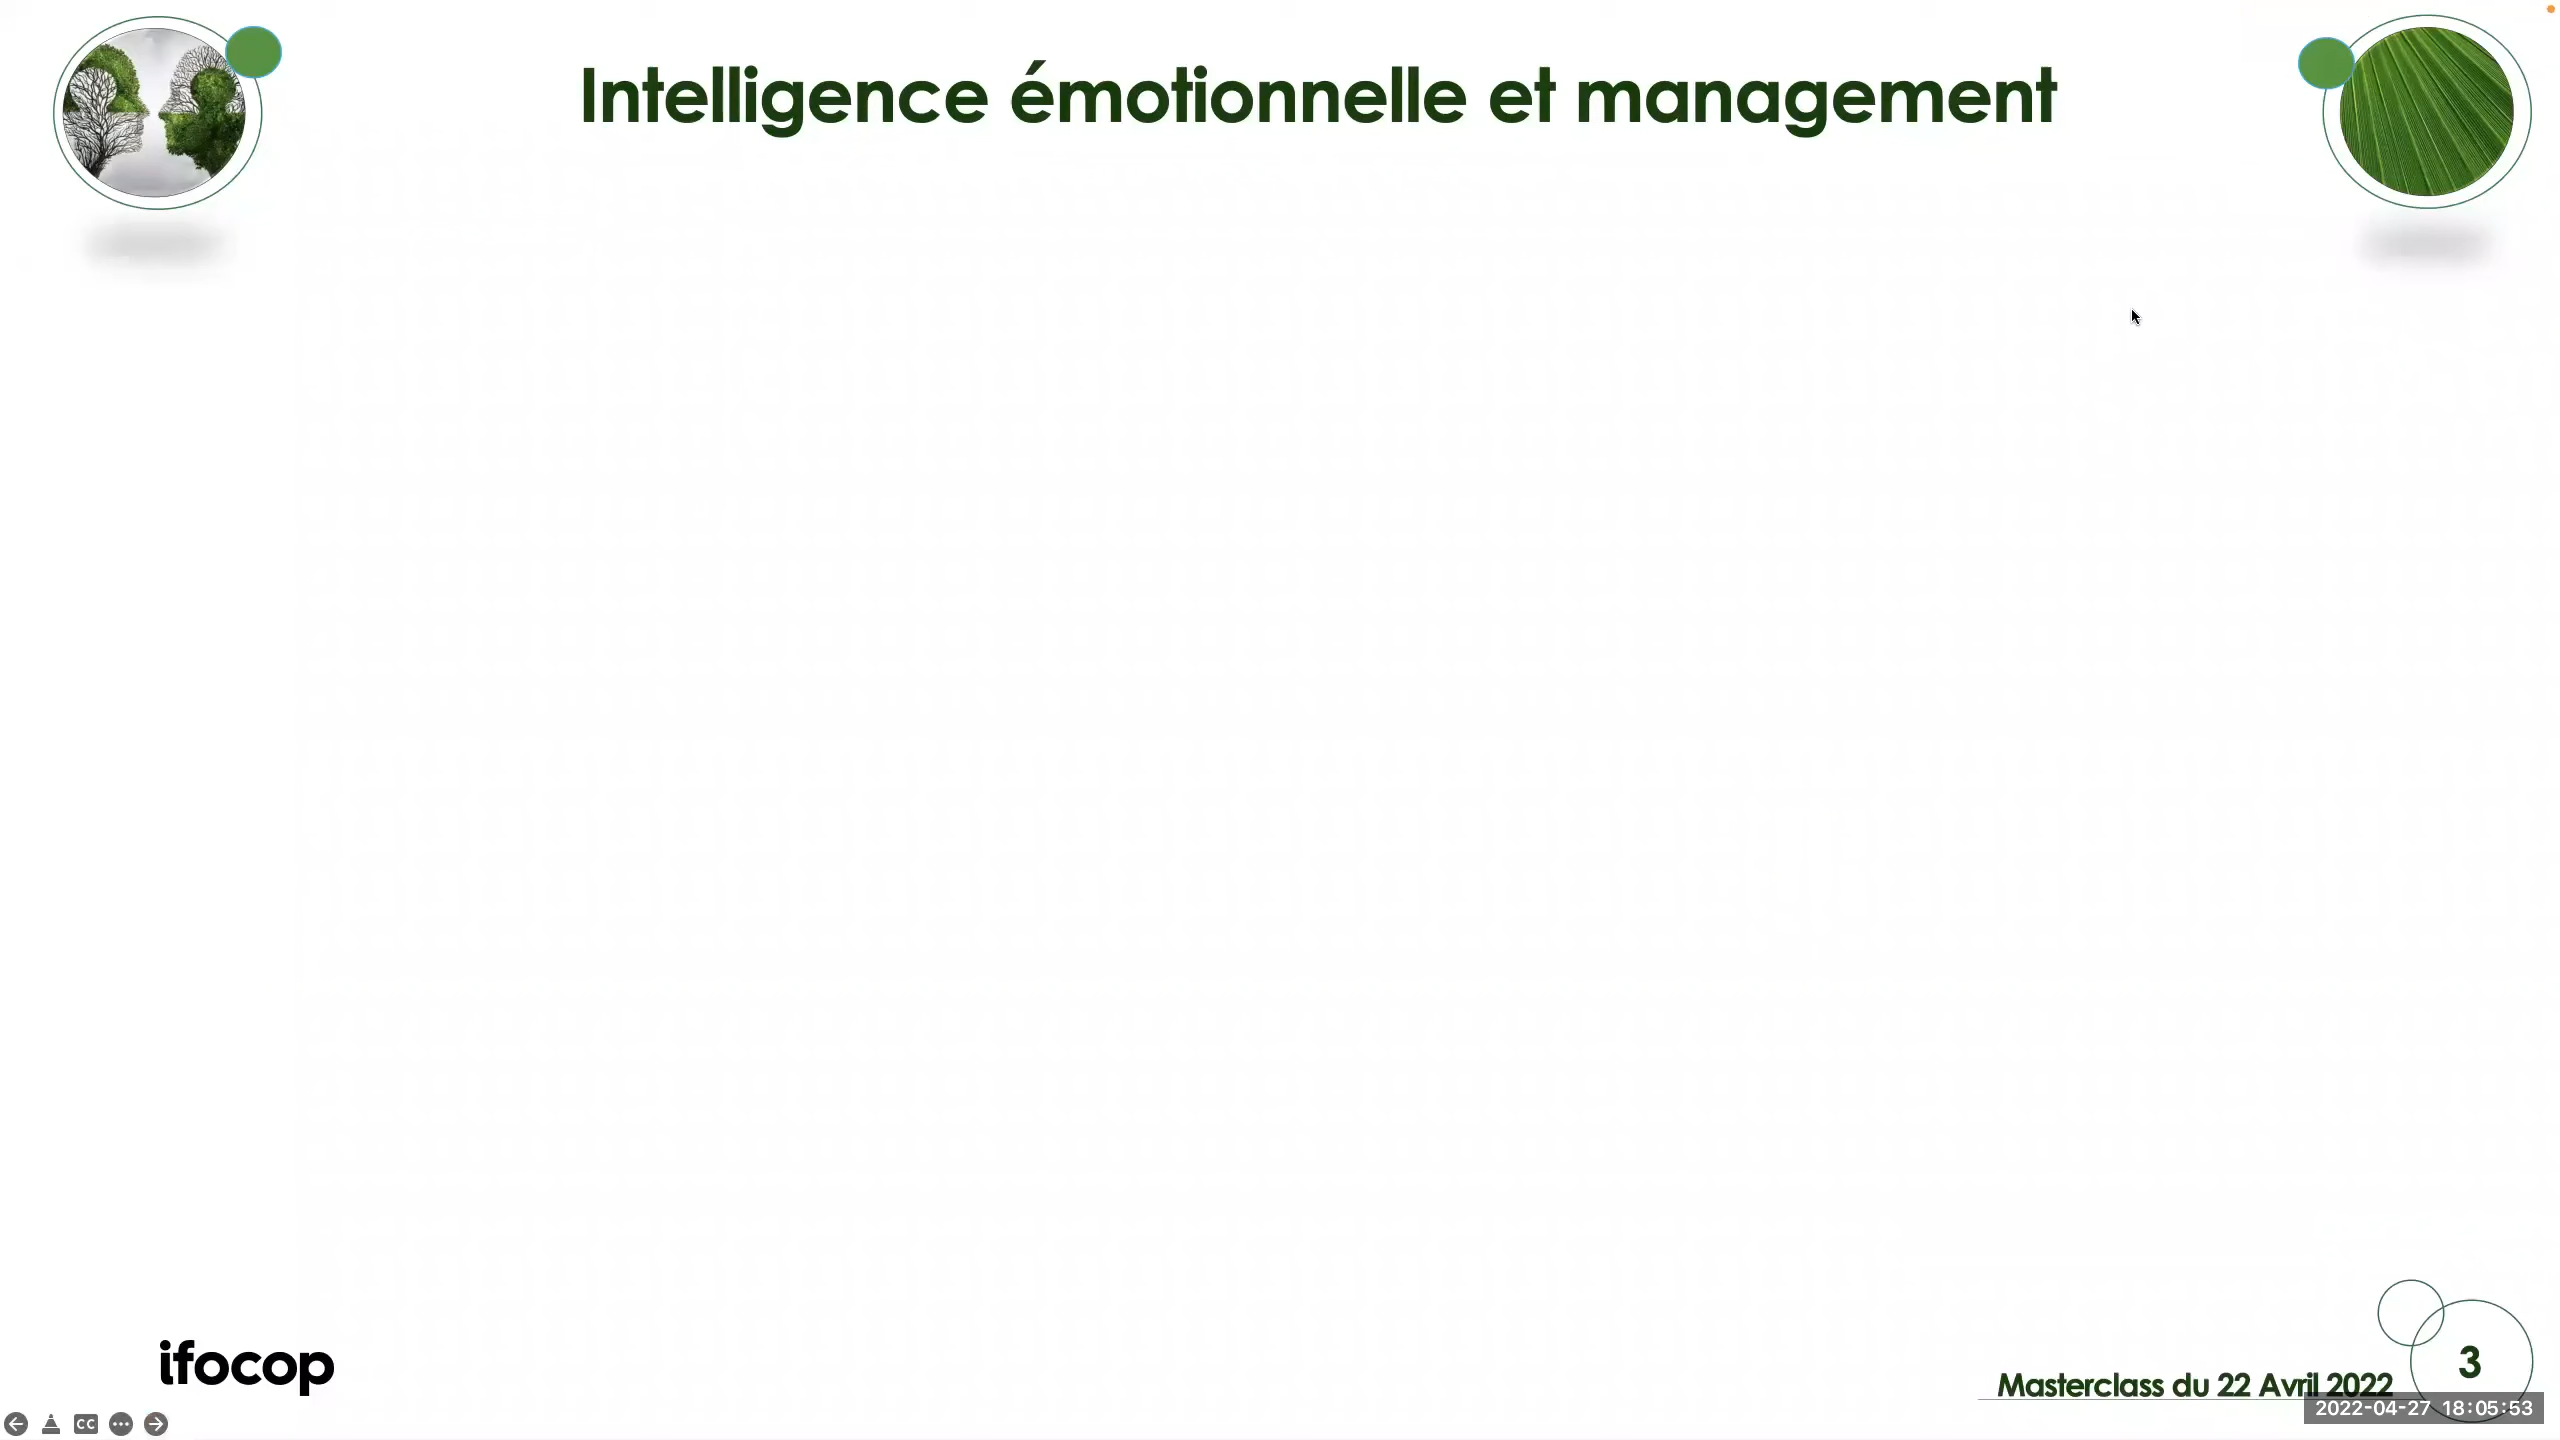 Intelligence émotionnelle et management
ifocop
Masterclass du 22 Avril 2022
3
2022-04-27 18:05:53
CC